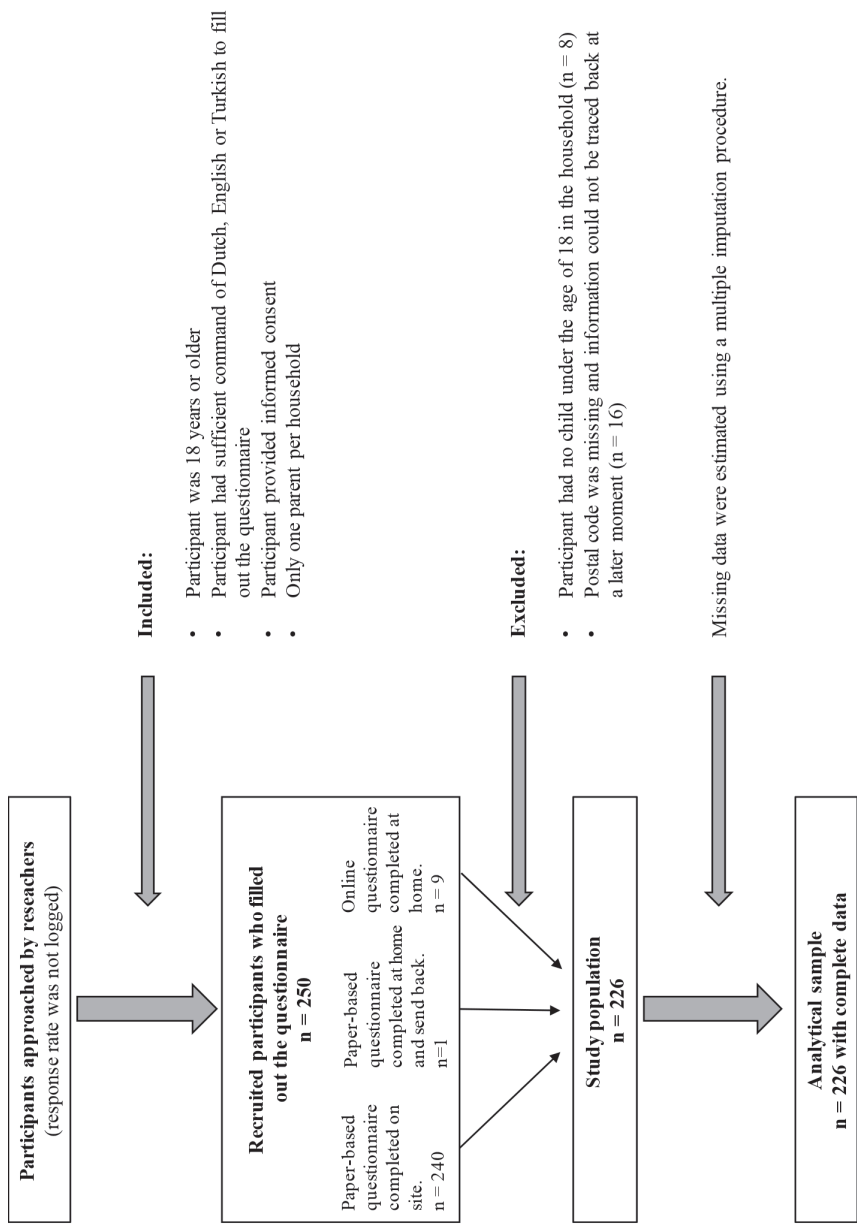 Participants approached by reseachers
(response rate was not logged)
Included:
• Participant was 18 years or older
• Participant had sufficient command of Dutch, English or Turkish to fill
out the questionnaire
• Participant provided informed consent
• Only one parent per household
Recruited participants who filled
out the questionnaire
n = 250
Paper-based
questionnaire
completed on
site.
n = 240
Paper-based
questionnaire
completed at home
and send back.
n=1
Online
questionnaire
completed at
home.
n = 9
Excluded:
• Participant had no child under the age of 18 in the household (n = 8)
• Postal code was missing and information could not be traced back at
a later moment (n = 16)
Study population
n = 226
Missing data were estimated using a multiple imputation procedure.
Analytical sample
n = 226 with complete data